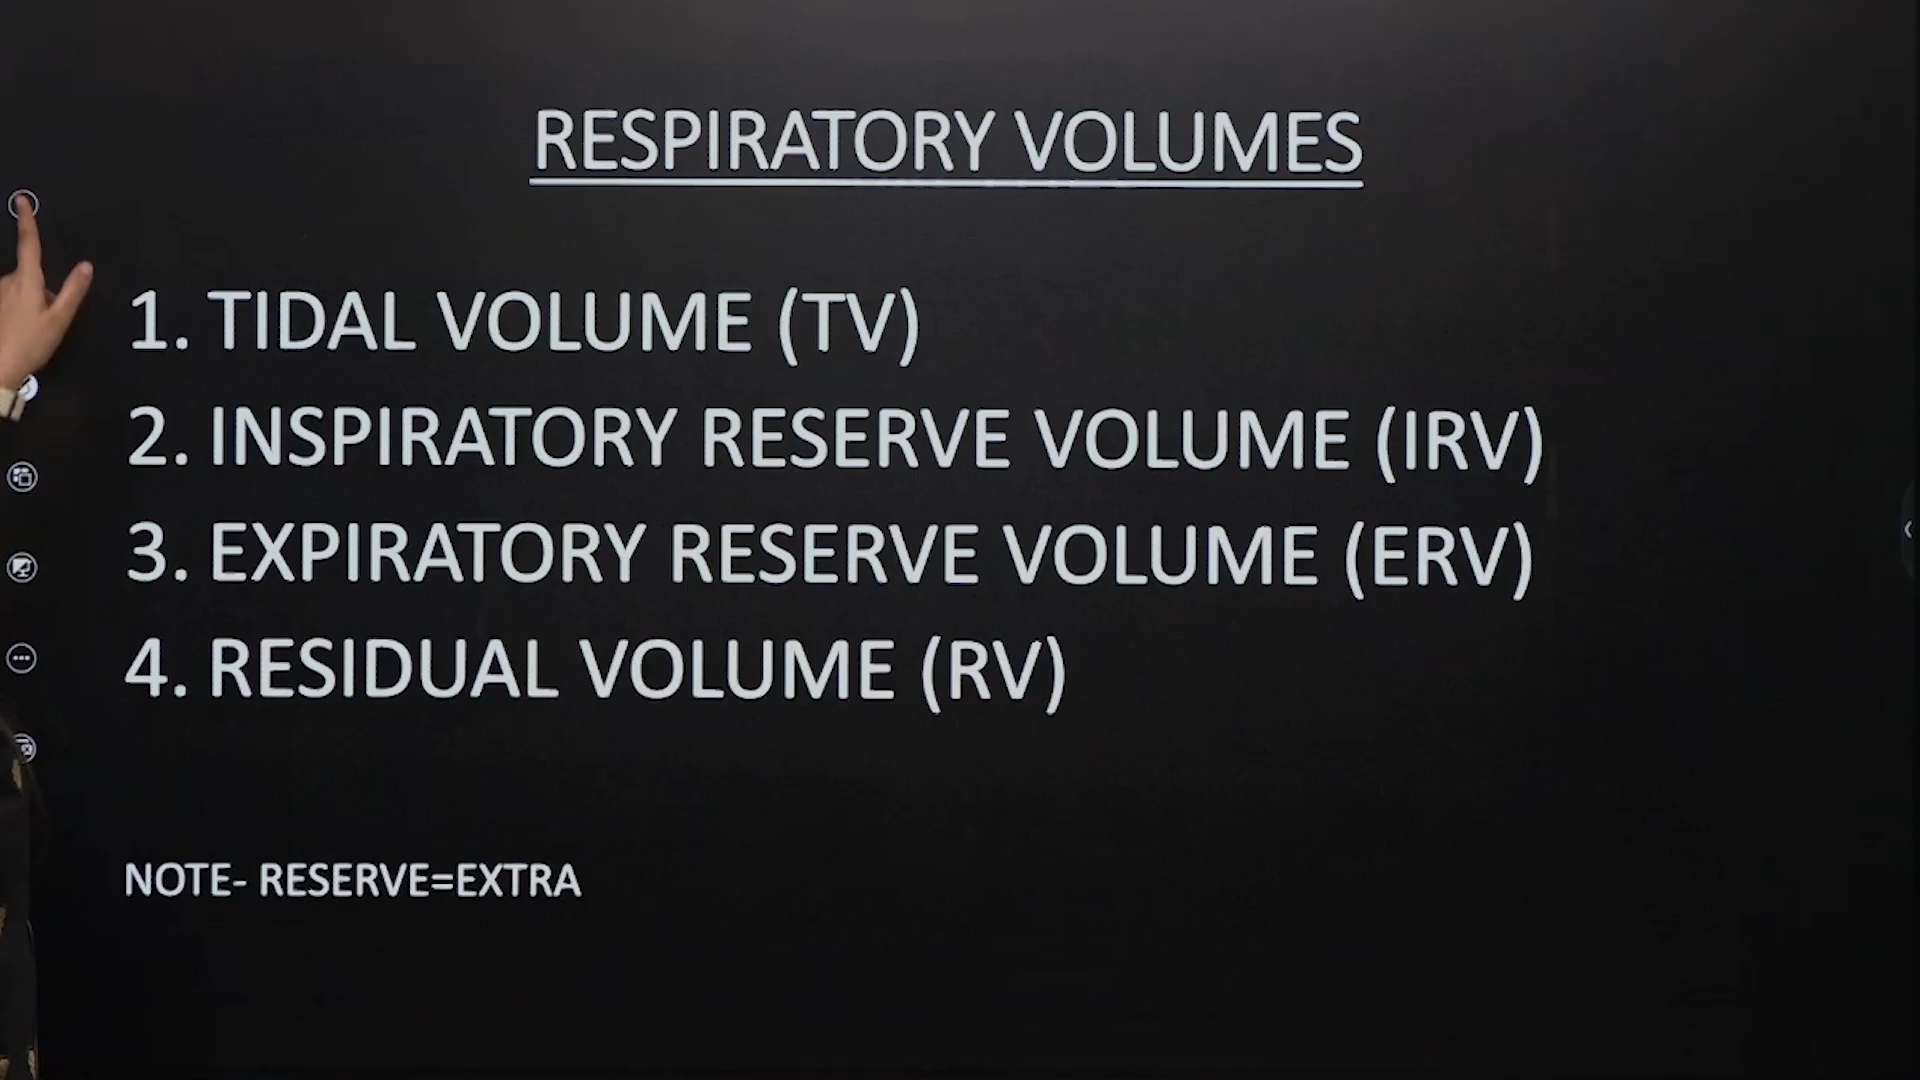 RESPIRATORY VOLUMES
1. TIDAL VOLUME (TV)
2. INSPIRATORY RESERVE VOLUME (IRV)
3. EXPIRATORY RESERVE VOLUME (ERV)
4. RESIDUAL VOLUME (RV)
NOTE- RESERVE=EXTRA